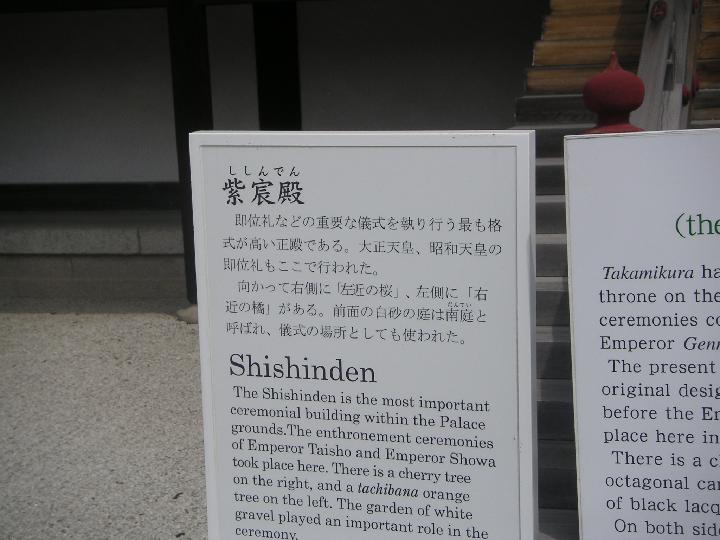 ししんでん
紫宸殿
即位礼などの重要な儀式を執り行う最も格
式が高い正殿である。大正天皇、昭和天皇の
即位礼もここで行われた。
向かって右側に「左近の桜」、左側に「右
近の橘」がある。前面の白砂の庭は南庭と
だんてい
呼ばれ、儀式の場所としても使われた。
Shishinden
The Shishinden is the most important
ceremonial building within the Palace
grounds.The enthronement ceremonies
of Emperor Taisho and Emperor Showa
took place here. There is a cherry tree
on the right, and a tachibana orange
tree on the left. The garden of white
gravel played an important role in the
ceremony.
(the
Takamikura ha
throne on the
ceremonies co
Emperor Genm
The present
original desig
before the Em
place here in
There is a c
octagonal ca
of black lacq
On both side